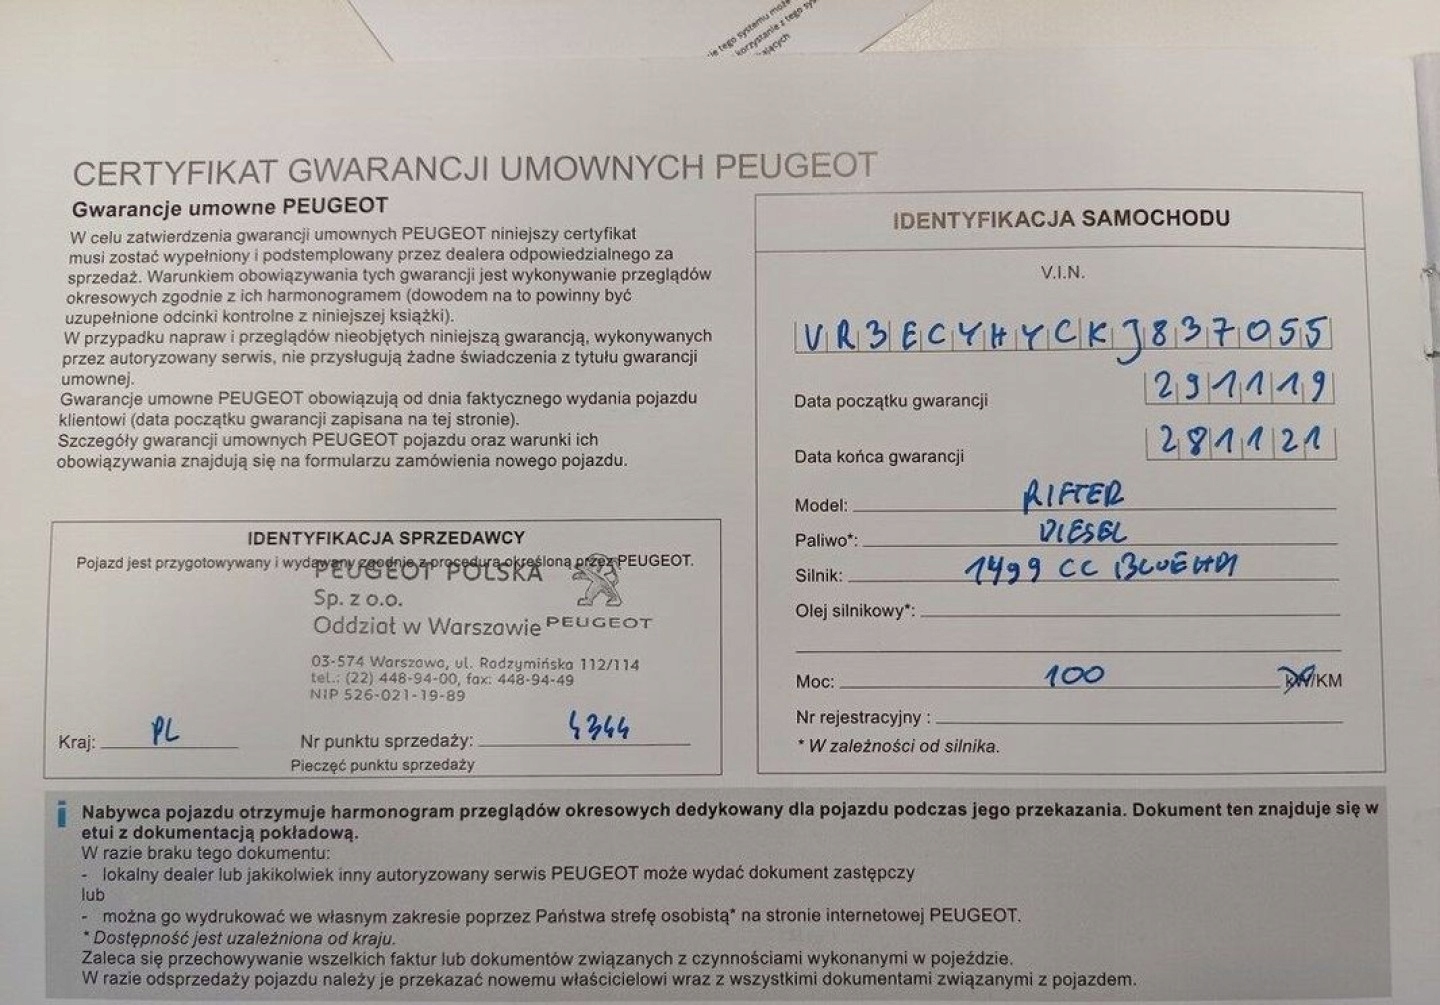 ie tego systemu może
korzystanie z tego sy
ających
CERTYFIKAT GWARANCJI UMOWNYCH PEUGEOT
Gwarancje umowne PEUGEOT
W celu zatwierdzenia gwarancji umownych PEUGEOT niniejszy certyfikat
musi zostać wypełniony i podstemplowany przez dealera odpowiedzialnego za
sprzedaż. Warunkiem obowiązywania tych gwarancji jest wykonywanie przeglądów
okresowych zgodnie z ich harmonogramem (dowodem na to powinny być
uzupełnione odcinki kontrolne z niniejszej książki).
W przypadku napraw i przeglądów nieobjętych niniejszą gwarancją, wykonywanych
przez autoryzowany serwis, nie przysługują żadne świadczenia z tytułu gwarancji
umownej.
Gwarancje umowne PEUGEOT obowiązują od dnia faktycznego wydania pojazdu
klientowi (data początku gwarancji zapisana na tej stronie).
Szczegóły gwarancji umownych PEUGEOT pojazdu oraz warunki ich
obowiązywania znajdują się na formularzu zamówienia nowego pojazdu.
IDENTYFIKACJA SPRZEDAWCY
Pojazd jest przygotowywany i wydawany zgodnie z procedurą określoną przez PEUGEOT.
PEUGEOT POLSKA
Sp. z o.o.
Oddział w Warszawie PEUGEOT
03-574 Warszawa, ul. Radzymińska 112/114
tel.: (22) 448-94-00, fax: 448-94-49
NIP 526-021-19-89
Kraj: PL Nr punktu sprzedaży: 4344
Pieczęć punktu sprzedaży
IDENTYFIKACJA SAMOCHODU
V.I.N.
VR3ECYHYCKJ837055
Data początku gwarancji 291119
Data końca gwarancji 281121
Model: RIFTER
Paliwo*: DIESEL
Silnik: 1499 CC BLUEHDI
Olej silnikowy*:
Moc: 100 kW/KM
Nr rejestracyjny :
* W zależności od silnika.
i Nabywca pojazdu otrzymuje harmonogram przeglądów okresowych dedykowany dla pojazdu podczas jego przekazania. Dokument ten znajduje się w
etui z dokumentacją pokładową.
W razie braku tego dokumentu:
- lokalny dealer lub jakikolwiek inny autoryzowany serwis PEUGEOT może wydać dokument zastępczy
lub
- można go wydrukować we własnym zakresie poprzez Państwa strefę osobistą* na stronie internetowej PEUGEOT.
* Dostępność jest uzależniona od kraju.
Zaleca się przechowywanie wszelkich faktur lub dokumentów związanych z czynnościami wykonanymi w pojeździe.
W razie odsprzedaży pojazdu należy je przekazać nowemu właścicielowi wraz z wszystkimi dokumentami związanymi z pojazdem.